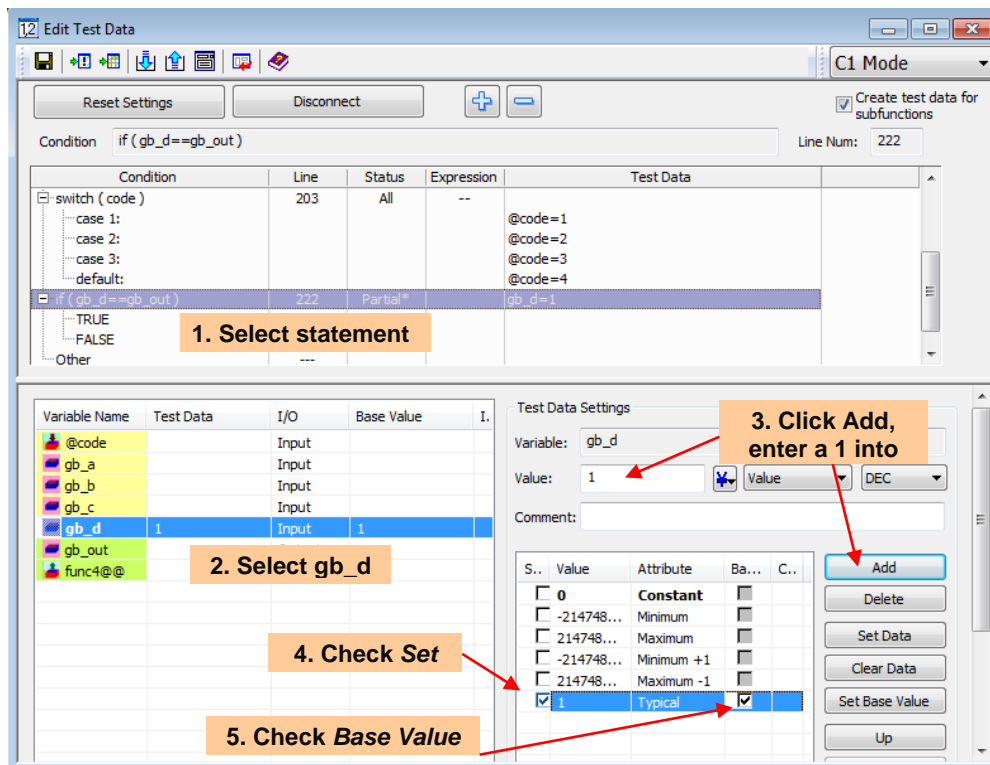 Edit Test Data
C1 Mode
Reset Settings Disconnect
Create test data for
subfunctions
Condition if ( gb_d==gb_out ) Line Num: 222
Condition Line Status Expression Test Data
switch ( code ) 203 All --
case 1: @code=1
case 2: @code=2
case 3: @code=3
default: @code=4
if ( gb_d==gb_out ) 222 Partial* gb_d=1
TRUE
FALSE
1. Select statement
Other ---
Variable Name Test Data I/O Base Value I.
@code Input
gb_a Input
gb_b Input
gb_c Input
gb_d 1 Input 1
gb_out
func4@@
2. Select gb_d
Test Data Settings
Variable: gb_d
3. Click Add,
enter a 1 into
Value: 1 Value DEC
Comment:
S.. Value Attribute Ba... C..
0 Constant
-214748... Minimum
214748... Maximum
-214748... Minimum +1
214748... Maximum -1
1 Typical
Add
Delete
Set Data
Clear Data
Set Base Value
Up
4. Check Set
5. Check Base Value